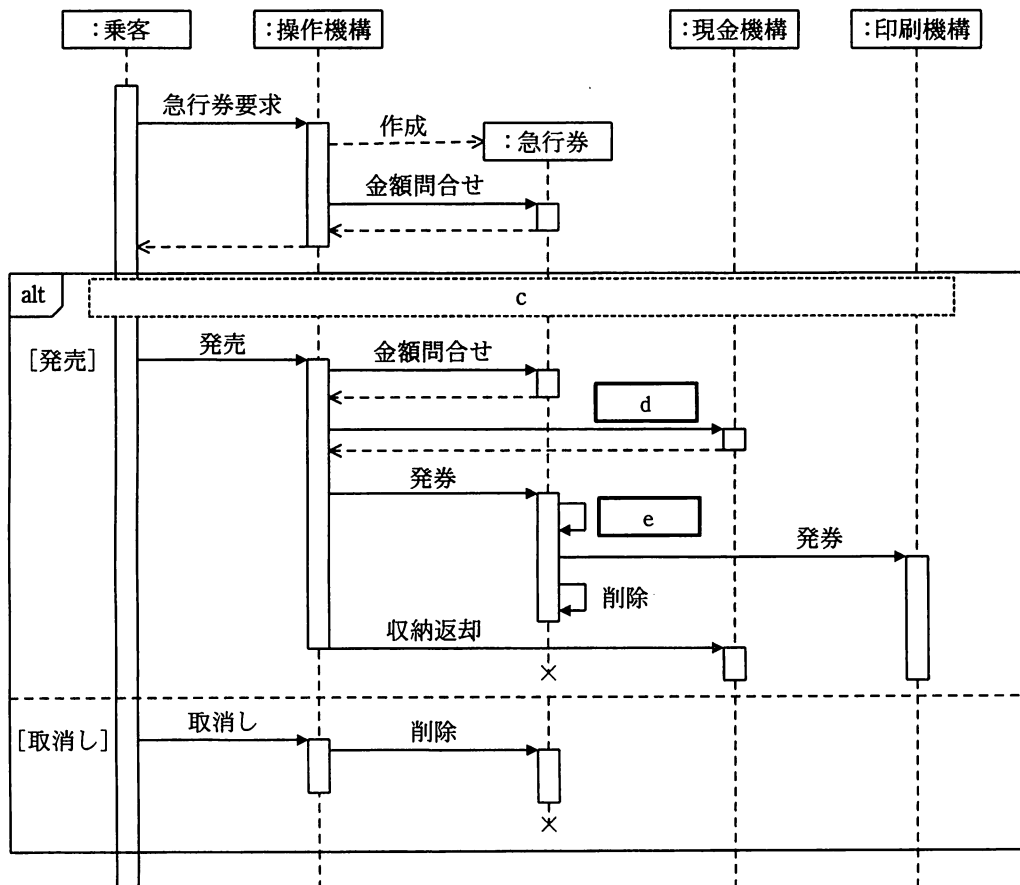 :乗客
:操作機構
:現金機構
:印刷機構
急行券要求
作成
:急行券
金額問合せ
alt
c
[発売]
発売
金額問合せ
d
発券
e
発券
削除
収納返却
[取消し]
取消し
削除